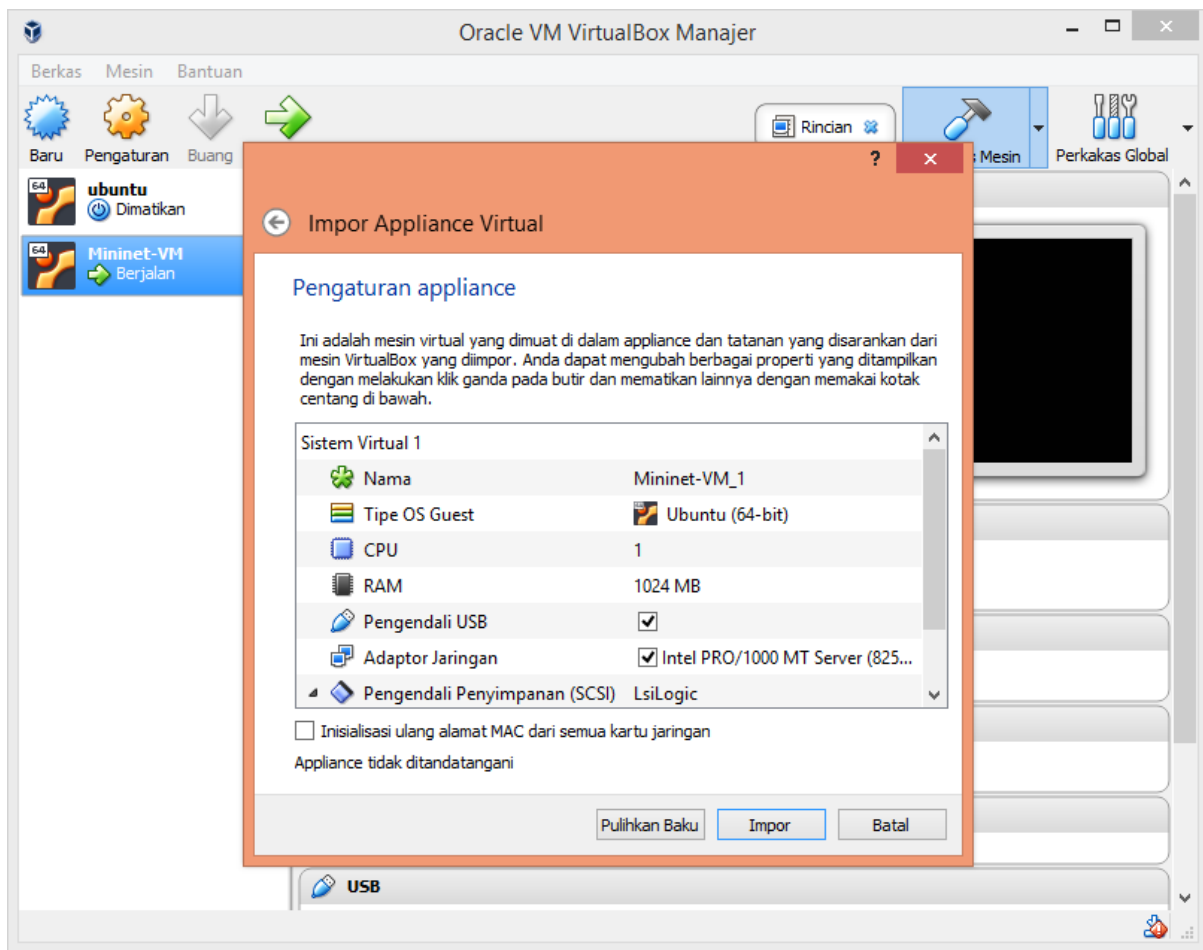 Oracle VM VirtualBox Manajer
Berkas Mesin Bantuan
Baru Pengaturan Buang
Rincian
Mesin
Perkakas Global
64
ubuntu
Dimatikan
64
Mininet-VM
Berjalan
?
Impor Appliance Virtual
Pengaturan appliance
Ini adalah mesin virtual yang dimuat di dalam appliance dan tatanan yang disarankan dari
mesin VirtualBox yang diimpor. Anda dapat mengubah berbagai properti yang ditampilkan
dengan melakukan klik ganda pada butir dan mematikan lainnya dengan memakai kotak
centang di bawah.
Sistem Virtual 1
Nama Mininet-VM_1
Tipe OS Guest Ubuntu (64-bit)
CPU 1
RAM 1024 MB
Pengendali USB
Adaptor Jaringan Intel PRO/1000 MT Server (825...
Pengendali Penyimpanan (SCSI) LsiLogic
Inisialisasi ulang alamat MAC dari semua kartu jaringan
Appliance tidak ditandatangani
Pulihkan Baku Impor Batal
USB